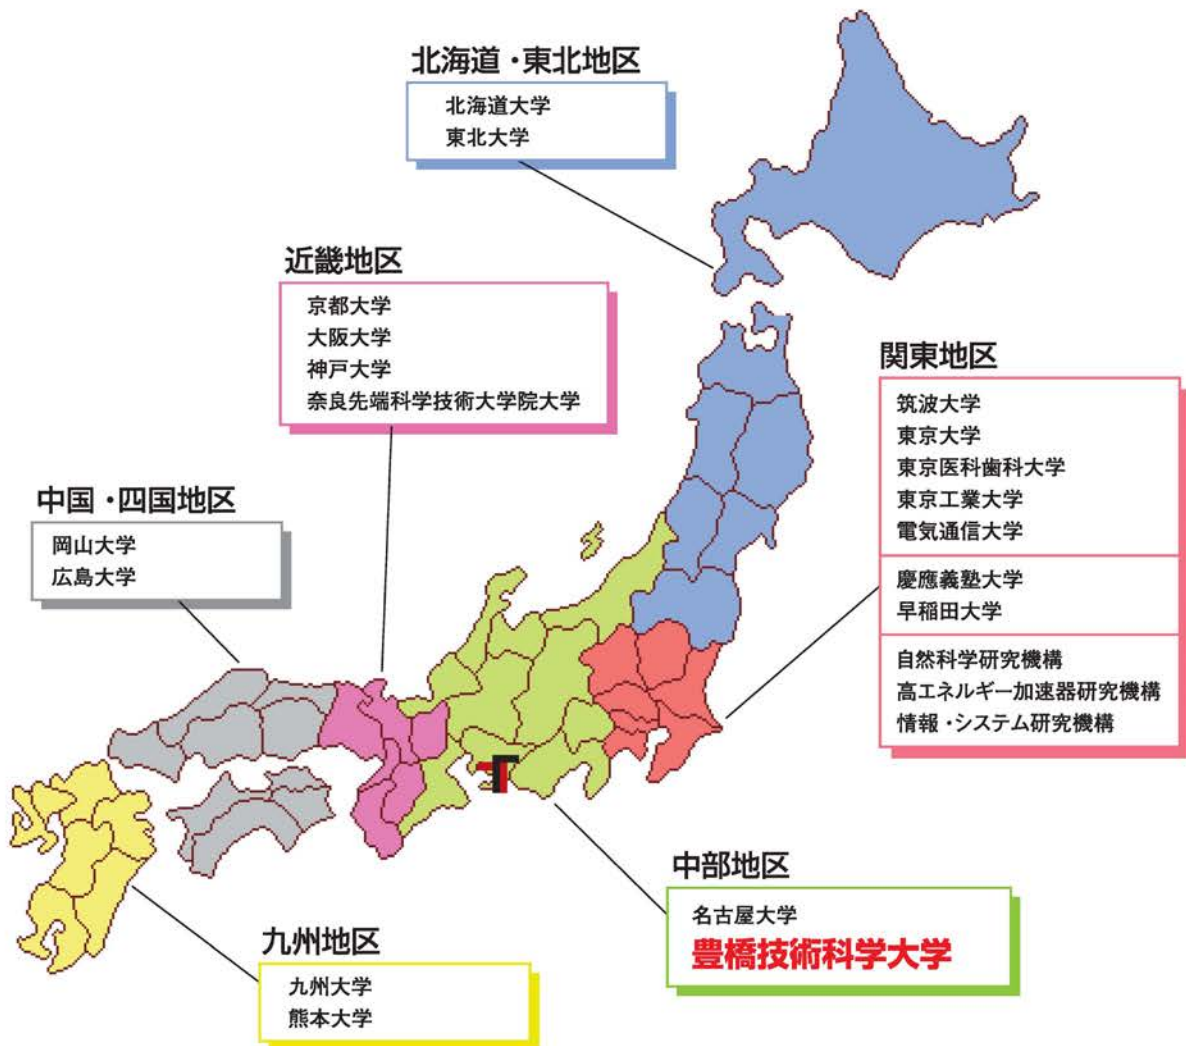 北海道・東北地区
北海道大学
東北大学
近畿地区
京都大学
大阪大学
神戸大学
奈良先端科学技術大学院大学
関東地区
筑波大学
東京大学
東京医科歯科大学
東京工業大学
電気通信大学
慶應義塾大学
早稲田大学
自然科学研究機構
高エネルギー加速器研究機構
情報・システム研究機構
中国・四国地区
岡山大学
広島大学
中部地区
名古屋大学
豊橋技術科学大学
九州地区
九州大学
熊本大学